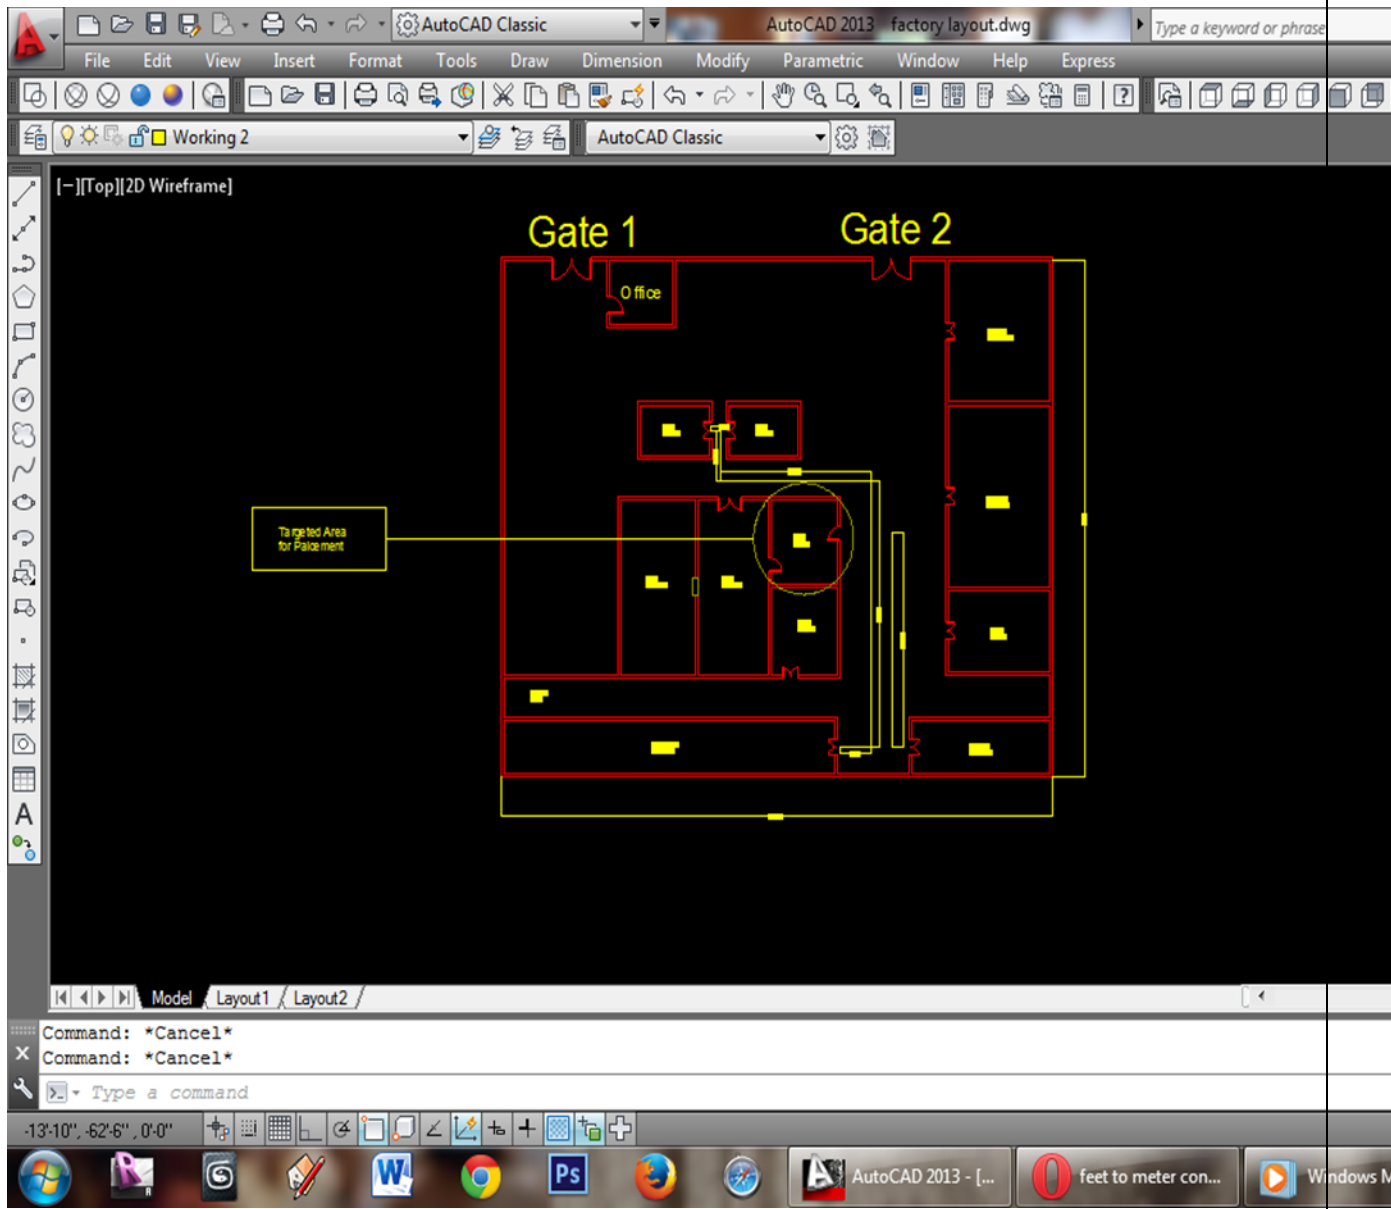 AutoCAD Classic
AutoCAD 2013 factory layout.dwg
Type a keyword or phrase
File Edit View Insert Format Tools Draw Dimension Modify Parametric Window Help Express
Working 2
AutoCAD Classic
[−][Top][2D Wireframe]
Gate 1
Gate 2
Office
Targeted Area
for Palcement
Model Layout1 Layout2
Command: *Cancel*
Command: *Cancel*
Type a command
-13'-10", -62'-6" , 0'-0"
AutoCAD 2013 - [...
feet to meter con...
Windows M